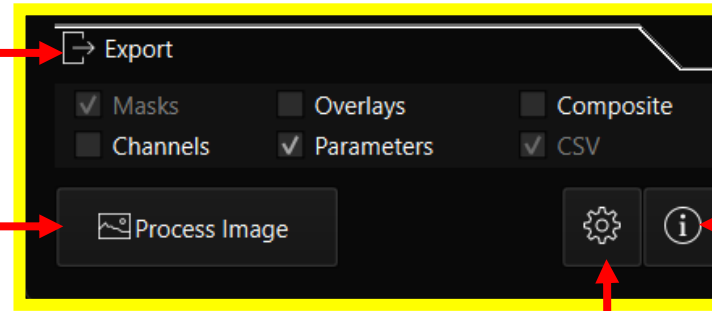 Export
Masks Overlays Composite
Channels Parameters CSV
Process Image